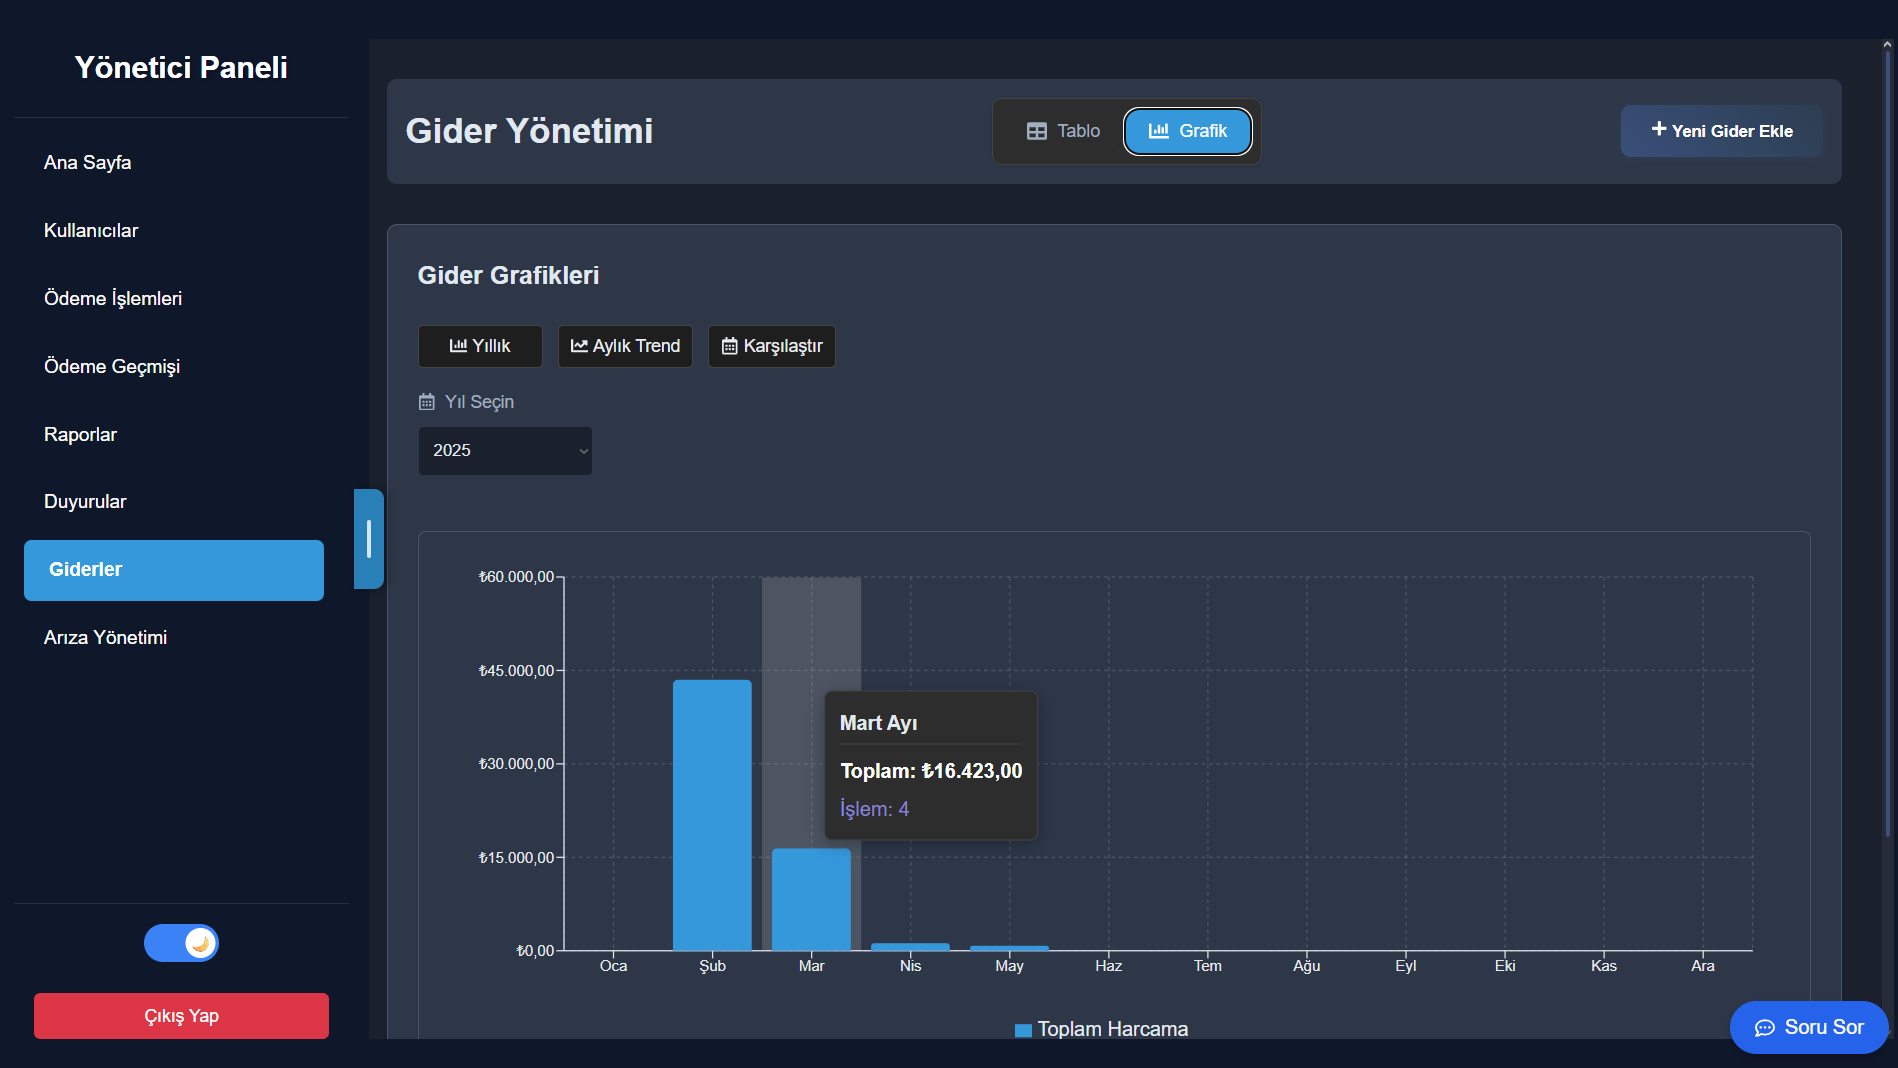 Yönetici Paneli
Ana Sayfa
Kullanıcılar
Ödeme İşlemleri
Ödeme Geçmişi
Raporlar
Duyurular
Giderler
Arıza Yönetimi
Çıkış Yap
Gider Yönetimi
Tablo
Grafik
Yeni Gider Ekle
Gider Grafikleri
Yıllık
Aylık Trend
Karşılaştır
Yıl Seçin
2025
₺60.000,00
₺45.000,00
₺30.000,00
₺15.000,00
₺0,00
Mart Ayı
Toplam: ₺16.423,00
İşlem: 4
Oca Şub Mar Nis May Haz Tem Ağu Eyl Eki Kas Ara
Toplam Harcama
Soru Sor